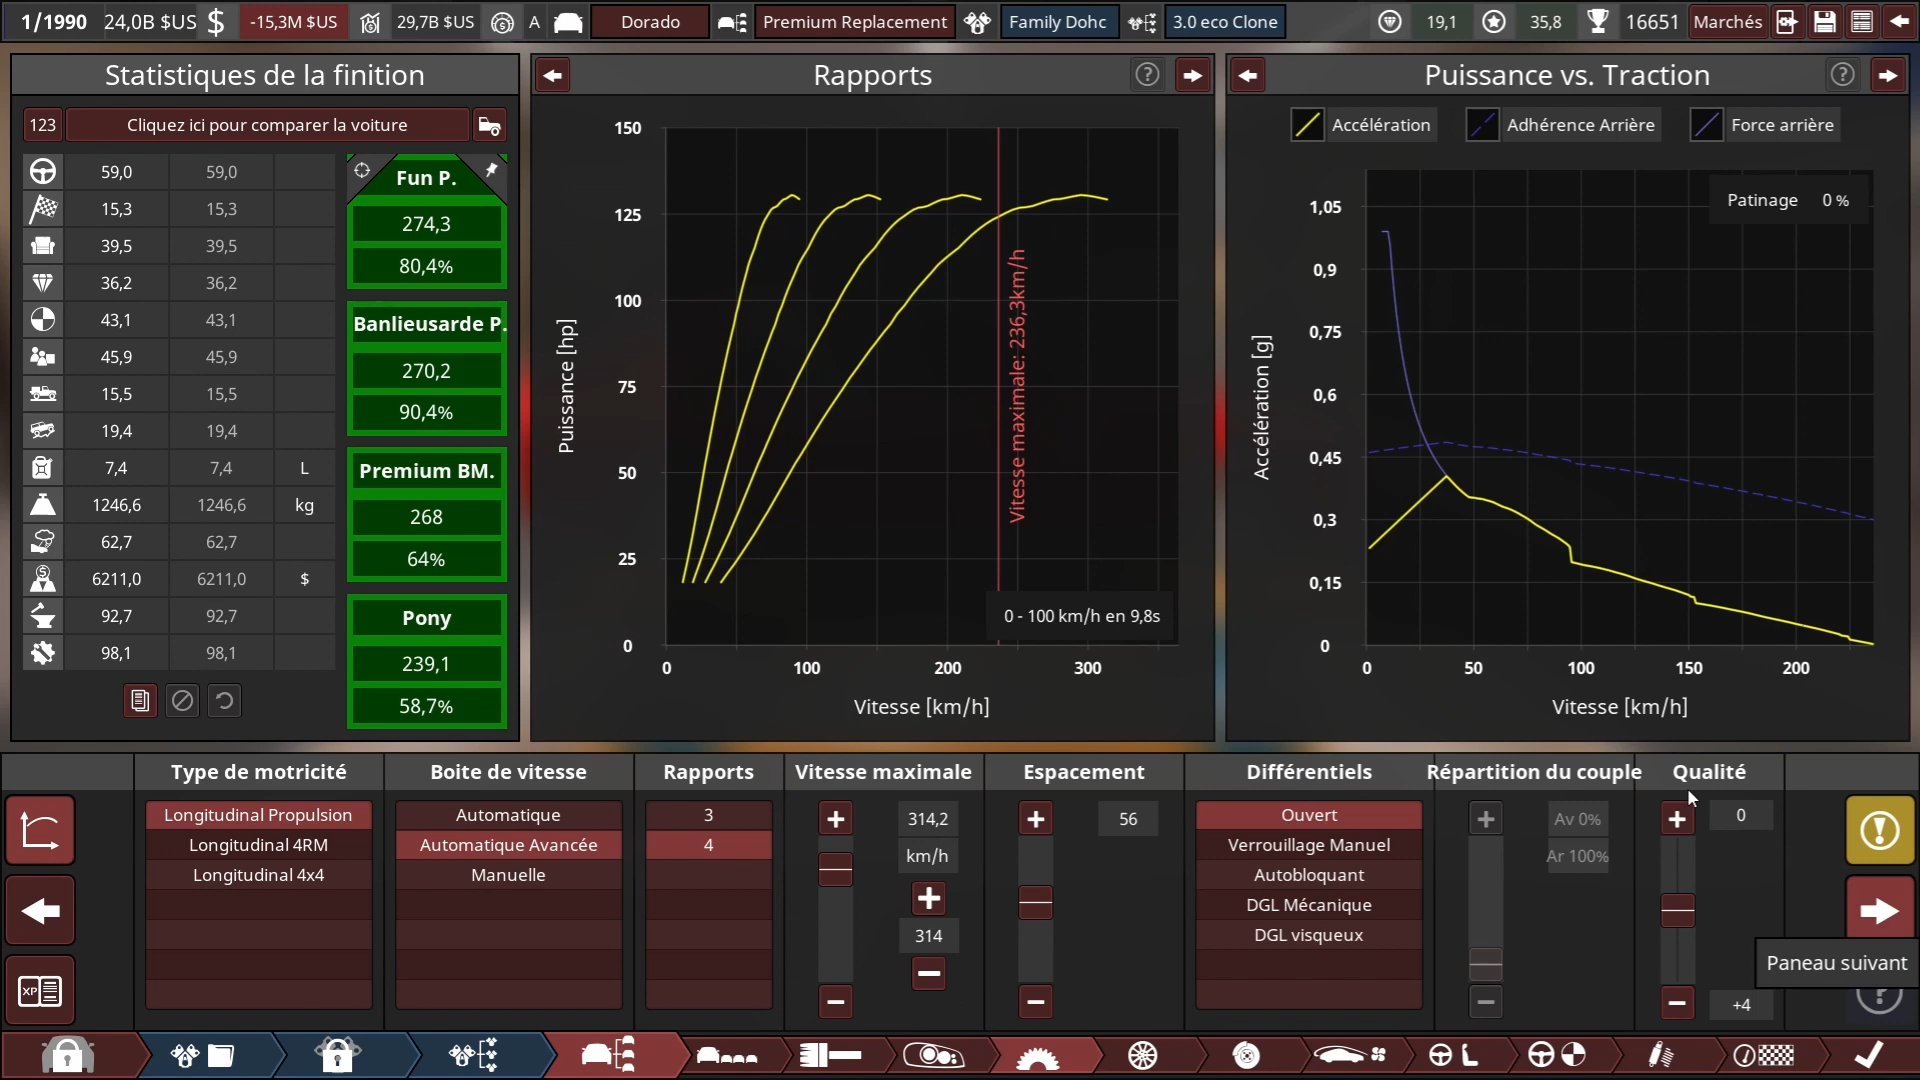 1/1990
24,0B $US
-15,3M $US
29,7B $US
A
Dorado
Premium Replacement
Family Dohc
3.0 eco Clone
19,1
35,8
16651
Marchés
Statistiques de la finition
123
Cliquez ici pour comparer la voiture
59,0 59,0
15,3 15,3
39,5 39,5
36,2 36,2
43,1 43,1
45,9 45,9
15,5 15,5
19,4 19,4
7,4 7,4 L
1246,6 1246,6 kg
62,7 62,7
6211,0 6211,0 $
92,7 92,7
98,1 98,1
Fun P.
274,3
80,4%
Banlieusarde P.
270,2
90,4%
Premium BM.
268
64%
Pony
239,1
58,7%
Rapports
?
150
125
100
75
50
25
0
Puissance [hp]
Vitesse maximale: 236,3km/h
0 - 100 km/h en 9,8s
0 100 200 300
Vitesse [km/h]
Puissance vs. Traction
?
Accélération
Adhérence Arrière
Force arrière
Patinage 0 %
1,05
0,9
0,75
0,6
0,45
0,3
0,15
0
Accélération [g]
0 50 100 150 200
Vitesse [km/h]
Type de motricité
Longitudinal Propulsion
Longitudinal 4RM
Longitudinal 4x4
Boite de vitesse
Automatique
Automatique Avancée
Manuelle
Rapports
3
4
Vitesse maximale
314,2
km/h
314
Espacement
56
Différentiels
Ouvert
Verrouillage Manuel
Autobloquant
DGL Mécanique
DGL visqueux
Répartition du couple
Av 0%
Ar 100%
Qualité
0
+4
Paneau suivant
XP